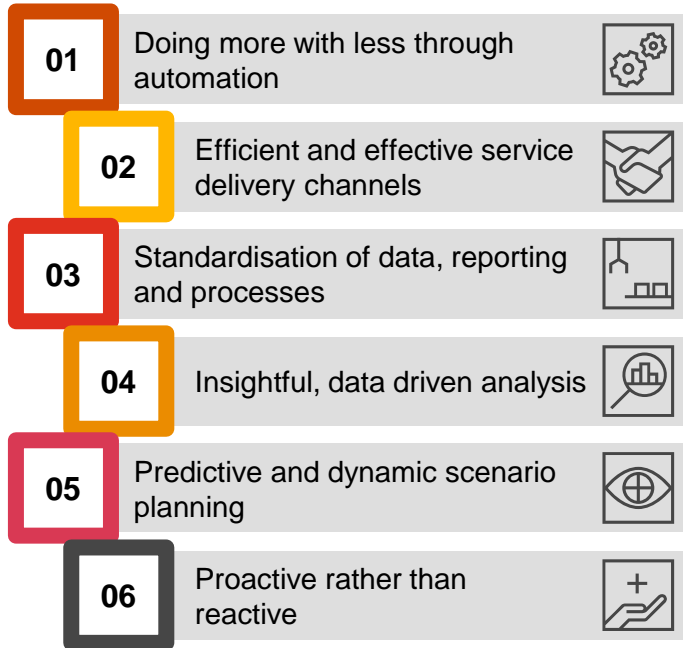 01
Doing more with less through
automation
02
Efficient and effective service
delivery channels
03
Standardisation of data, reporting
and processes
04
Insightful, data driven analysis
05
Predictive and dynamic scenario
planning
06
Proactive rather than
reactive